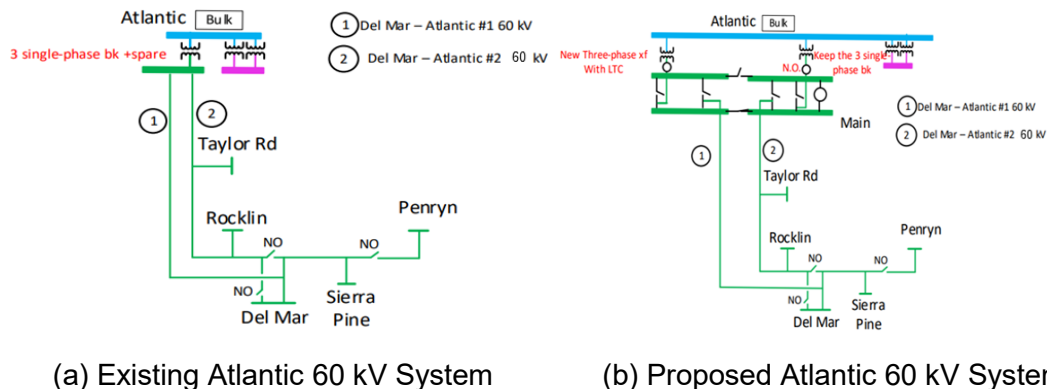 Atlantic Bulk
3 single-phase bk +spare
1 Del Mar – Atlantic #1 60 kV
2 Del Mar – Atlantic #2 60 kV
1
2
Taylor Rd
Rocklin
Penryn
NO
NO
NO
Sierra
Pine
Del Mar
(a) Existing Atlantic 60 kV System
Atlantic Bulk
New Three-phase xf
With LTC
N.O.
Keep the 3 single
phase bk
1 Del Mar – Atlantic #1 60 kV
2 Del Mar – Atlantic #2 60 kV
Main
1
2
Taylor Rd
Rocklin
Penryn
NO
NO
NO
Sierra
Pine
Del Mar
(b) Proposed Atlantic 60 kV System